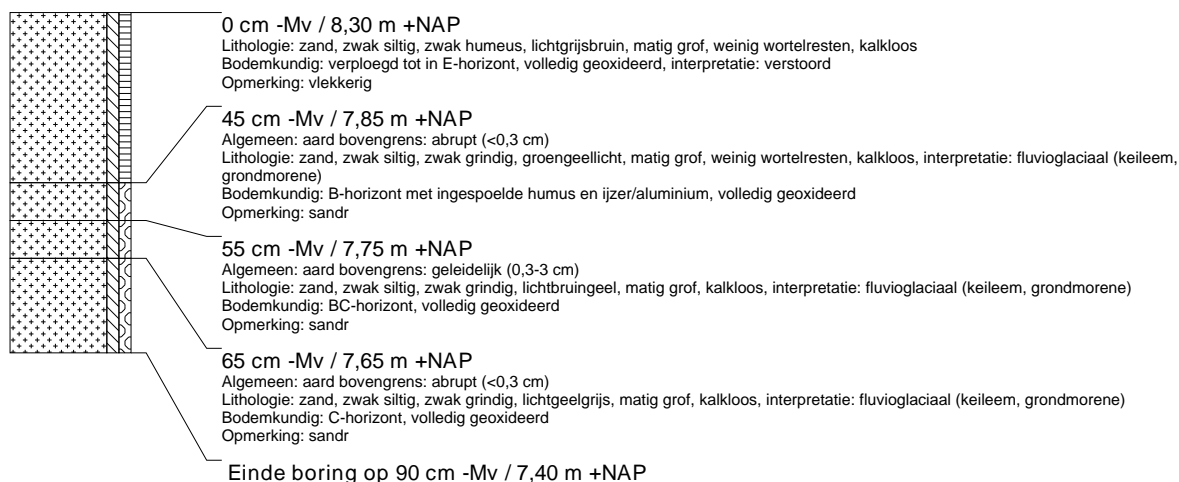 0 cm -Mv / 8,30 m +NAP
Lithologie: zand, zwak siltig, zwak humeus, lichtgrijsbruin, matig grof, weinig wortelresten, kalkloos
Bodemkundig: verploegd tot in E-horizont, volledig geoxideerd, interpretatie: verstoord
Opmerking: vlekkerig
45 cm -Mv / 7,85 m +NAP
Algemeen: aard bovengrens: abrupt (<0,3 cm)
Lithologie: zand, zwak siltig, zwak grindig, groengeellicht, matig grof, weinig wortelresten, kalkloos, interpretatie: fluvioglaciaal (keileem,
grondmorene)
Bodemkundig: B-horizont met ingespoelde humus en ijzer/aluminium, volledig geoxideerd
Opmerking: sandr
55 cm -Mv / 7,75 m +NAP
Algemeen: aard bovengrens: geleidelijk (0,3-3 cm)
Lithologie: zand, zwak siltig, zwak grindig, lichtbruingeel, matig grof, kalkloos, interpretatie: fluvioglaciaal (keileem, grondmorene)
Bodemkundig: BC-horizont, volledig geoxideerd
Opmerking: sandr
65 cm -Mv / 7,65 m +NAP
Algemeen: aard bovengrens: abrupt (<0,3 cm)
Lithologie: zand, zwak siltig, zwak grindig, lichtgeelgrijs, matig grof, kalkloos, interpretatie: fluvioglaciaal (keileem, grondmorene)
Bodemkundig: C-horizont, volledig geoxideerd
Opmerking: sandr
Einde boring op 90 cm -Mv / 7,40 m +NAP